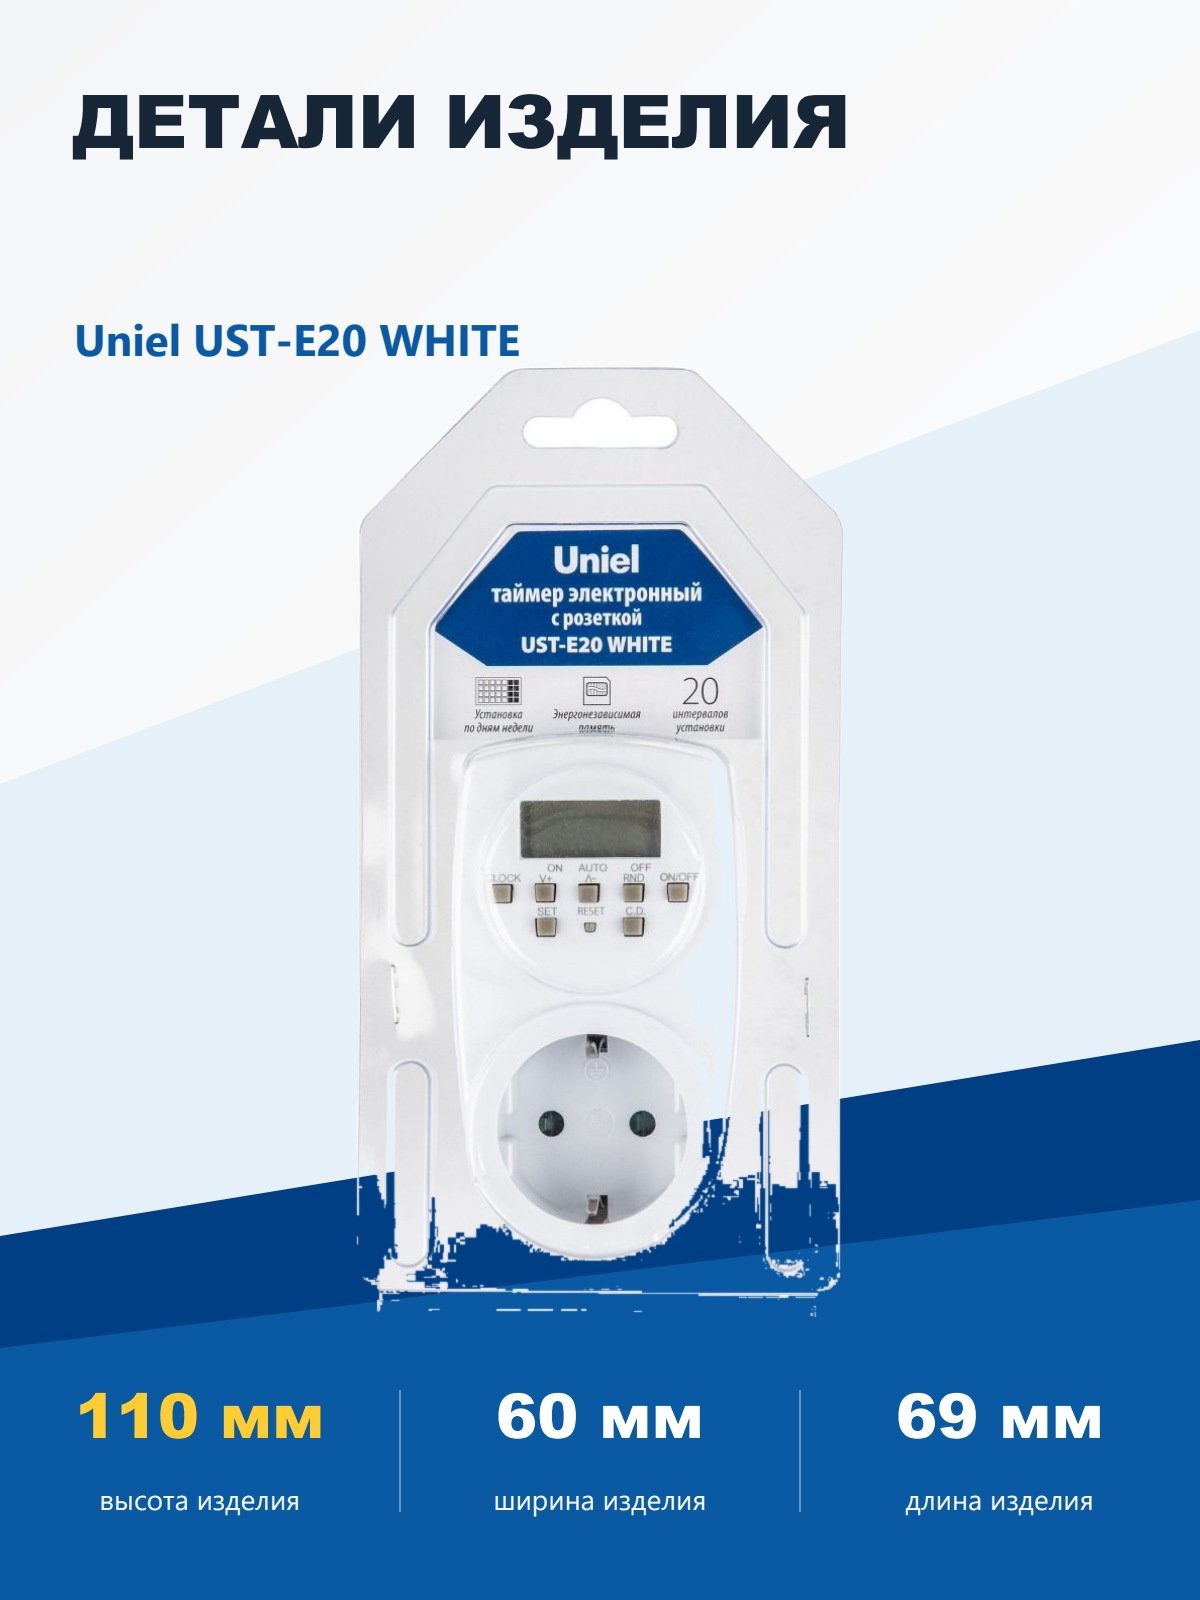 ДЕТАЛИ ИЗДЕЛИЯ
Uniel UST-E20 WHITE
Uniel
таймер электронный
с розеткой
UST-E20 WHITE
Установка
по дням недели
Энергонезависимая
память
20
интервалов
установки
ON AUTO OFF
CLOCK V+ Λ- RND ON/OFF
SET RESET C.D.
110 мм
высота изделия
60 мм
ширина изделия
69 мм
длина изделия